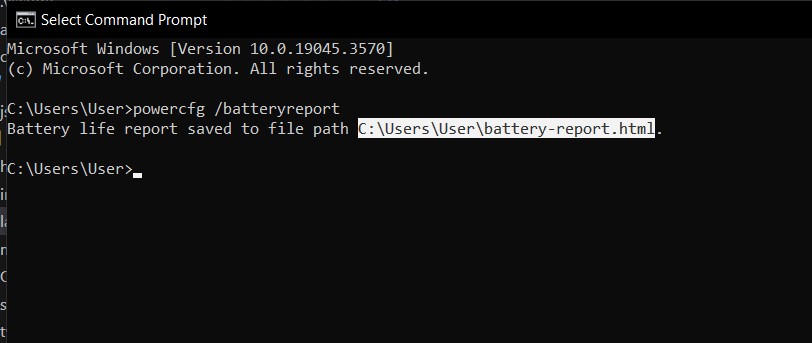 Select Command Prompt
Microsoft Windows [Version 10.0.19045.3570]
(c) Microsoft Corporation. All rights reserved.
C:\Users\User>powercfg /batteryreport
Battery life report saved to file path C:\Users\User\battery-report.html.
C:\Users\User>